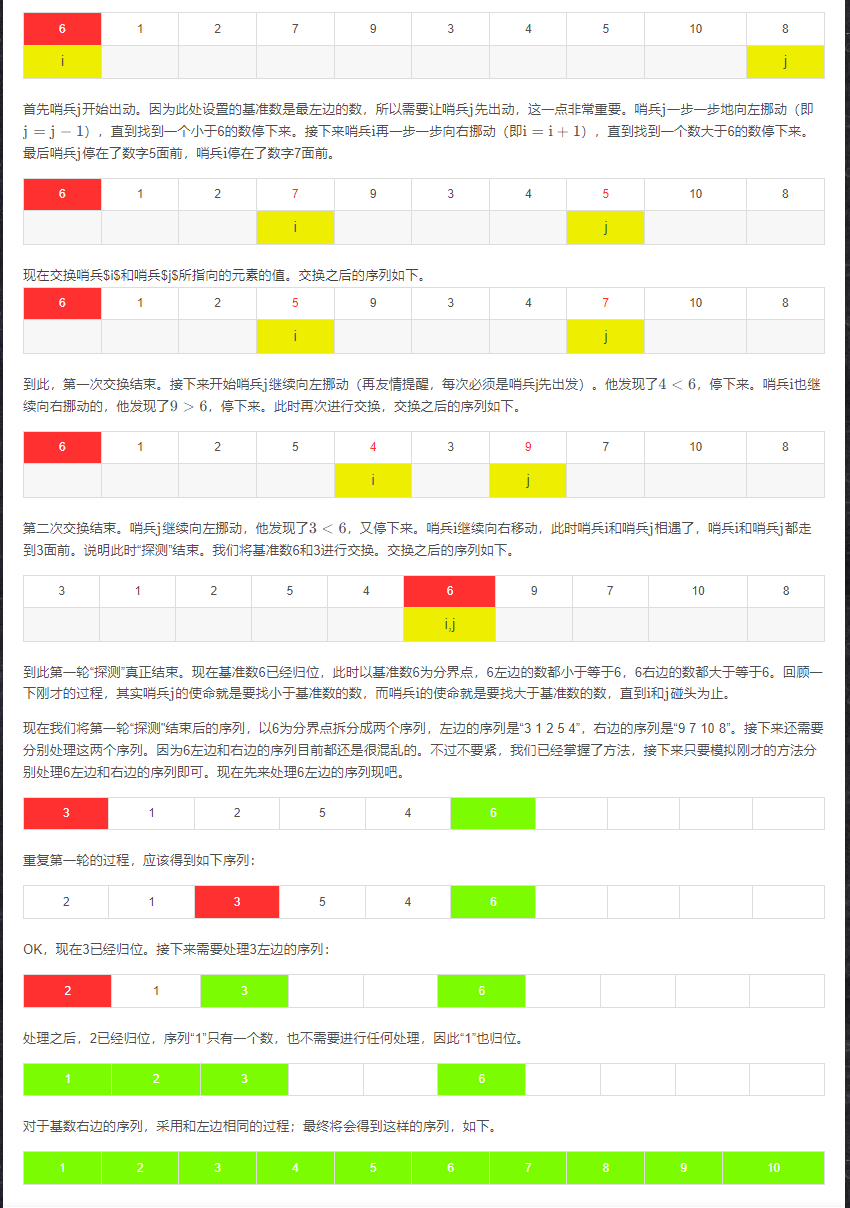 6 1 2 7 9 3 4 5 10 8
i j
首先哨兵j开始出动。因为此处设置的基准数是最左边的数，所以需要让哨兵j先出动，这一点非常重要。哨兵j一步一步地向左挪动（即
j = j − 1），直到找到一个小于6的数停下来。接下来哨兵i再一步一步向右挪动（即i = i + 1），直到找到一个数大于6的数停下来。
最后哨兵j停在了数字5面前，哨兵i停在了数字7面前。
6 1 2 7 9 3 4 5 10 8
i j
现在交换哨兵$i$和哨兵$j$所指向的元素的值。交换之后的序列如下。
6 1 2 5 9 3 4 7 10 8
i j
到此，第一次交换结束。接下来开始哨兵j继续向左挪动（再友情提醒，每次必须是哨兵j先出发）。他发现了4 < 6，停下来。哨兵i也继
续向右挪动的，他发现了9 > 6，停下来。此时再次进行交换，交换之后的序列如下。
6 1 2 5 4 3 9 7 10 8
i j
第二次交换结束。哨兵j继续向左挪动，他发现了3 < 6，又停下来。哨兵i继续向右移动，此时哨兵i和哨兵j相遇了，哨兵i和哨兵j都走
到3面前。说明此时“探测”结束。我们将基准数6和3进行交换。交换之后的序列如下。
3 1 2 5 4 6 9 7 10 8
i,j
到此第一轮“探测”真正结束。现在基准数6已经归位，此时以基准数6为分界点，6左边的数都小于等于6，6右边的数都大于等于6。回顾一
下刚才的过程，其实哨兵j的使命就是要找小于基准数的数，而哨兵i的使命就是要找大于基准数的数，直到i和j碰头为止。
现在我们将第一轮“探测”结束后的序列，以6为分界点拆分成两个序列，左边的序列是“3 1 2 5 4”，右边的序列是“9 7 10 8”。接下来还需要
分别处理这两个序列。因为6左边和右边的序列目前都还是很混乱的。不过不要紧，我们已经掌握了方法，接下来只要模拟刚才的方法分
别处理6左边和右边的序列即可。现在先来处理6左边的序列现吧。
3 1 2 5 4 6
重复第一轮的过程，应该得到如下序列：
2 1 3 5 4 6
OK，现在3已经归位。接下来需要处理3左边的序列：
2 1 3 6
处理之后，2已经归位，序列“1”只有一个数，也不需要进行任何处理，因此“1”也归位。
1 2 3 6
对于基数右边的序列，采用和左边相同的过程；最终将会得到这样的序列，如下。
1 2 3 4 5 6 7 8 9 10